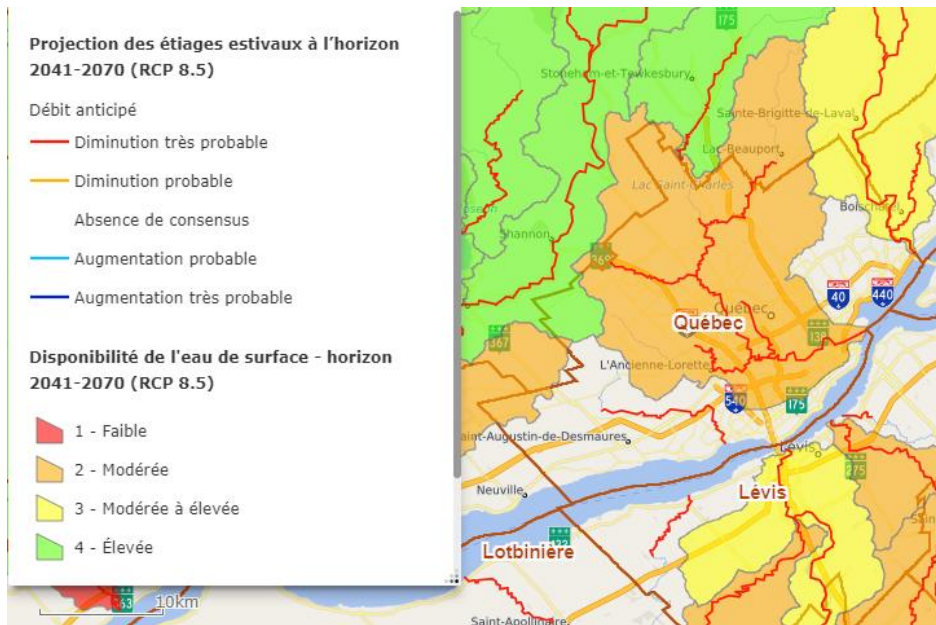 Projection des étiages estivaux à l'horizon
2041-2070 (RCP 8.5)
Débit anticipé
Diminution très probable
Diminution probable
Absence de consensus
Augmentation probable
Augmentation très probable
Disponibilité de l'eau de surface - horizon
2041-2070 (RCP 8.5)
1 - Faible
2 - Modérée
3 - Modérée à élevée
4 - Élevée
10km
63
175
Stoneham-et-Tewkesbury
Sainte-Brigitte-de-Laval
Lac-Beauport
Lac Saint-Charles
Boischatel
Shannon
369
40
440
Québec
Québec
138
367
L'Ancienne-Lorette
540
175
aint-Augustin-de-Desmaures
Lévis
275
Neuville
Lévis
Lotbinière
Saint-Apollinaire